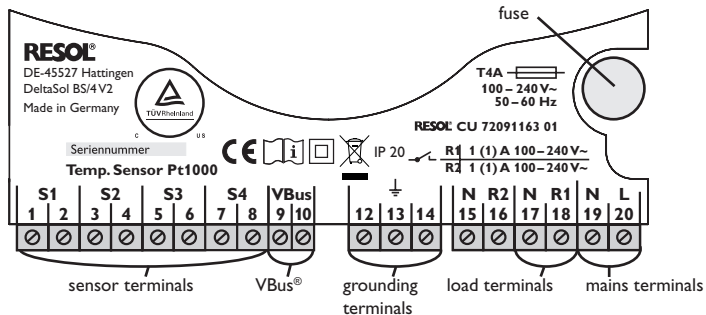 fuse
RESOL®
DE-45527 Hattingen
DeltaSol BS/4 V2
Made in Germany
TÜVRheinland
C US
T4A
100 – 240 V~
50 – 60 Hz
RESOL® CU 72091163 01
Seriennummer
Temp. Sensor Pt1000
CE i IP 20
R1 1 (1) A 100 – 240 V~
R2 1 (1) A 100 – 240 V~
S1 S2 S3 S4 VBus N R2 N R1 N L
1 2 3 4 5 6 7 8 9 10 12 13 14 15 16 17 18 19 20
sensor terminals
VBus®
grounding
terminals
load terminals
mains terminals